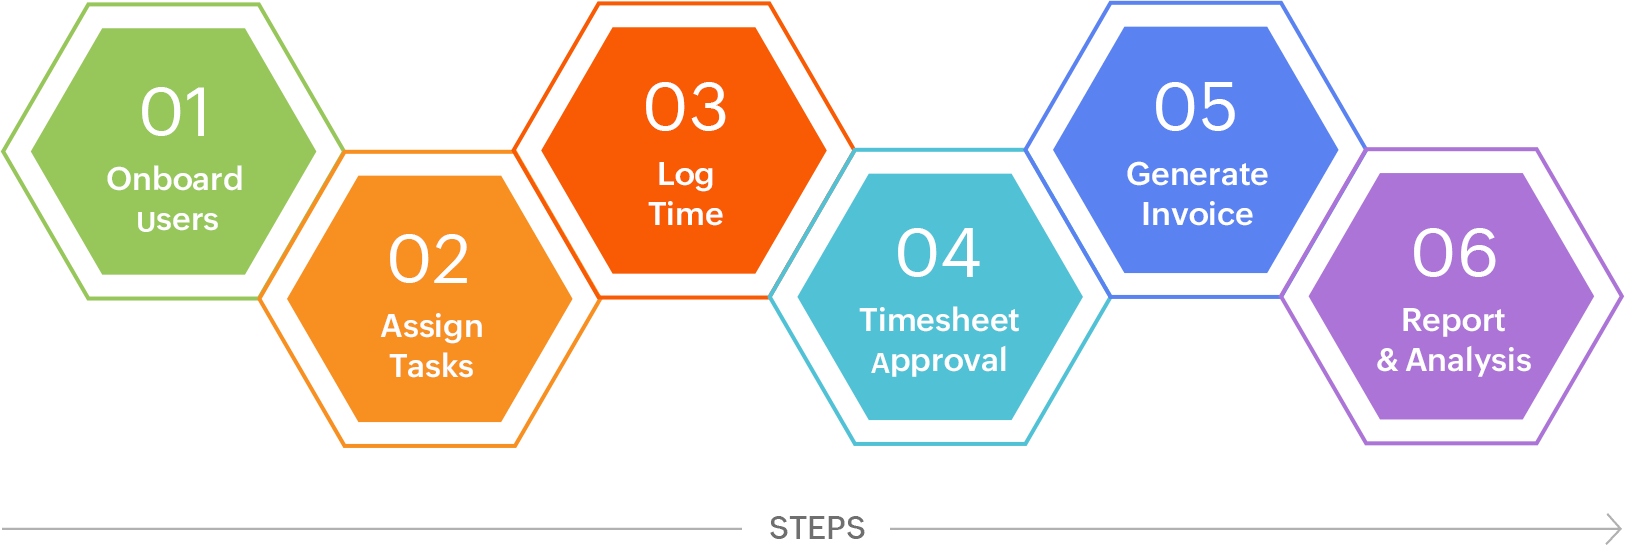 01
Onboard
users
02
Assign
Tasks
03
Log
Time
04
Timesheet
Approval
05
Generate
Invoice
06
Report
& Analysis
STEPS